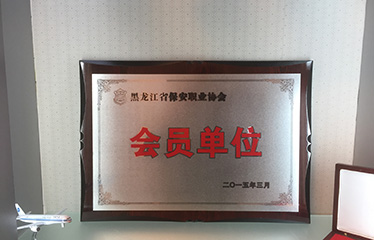 黑龙江省保安职业协会
会员单位
二〇一五年三月